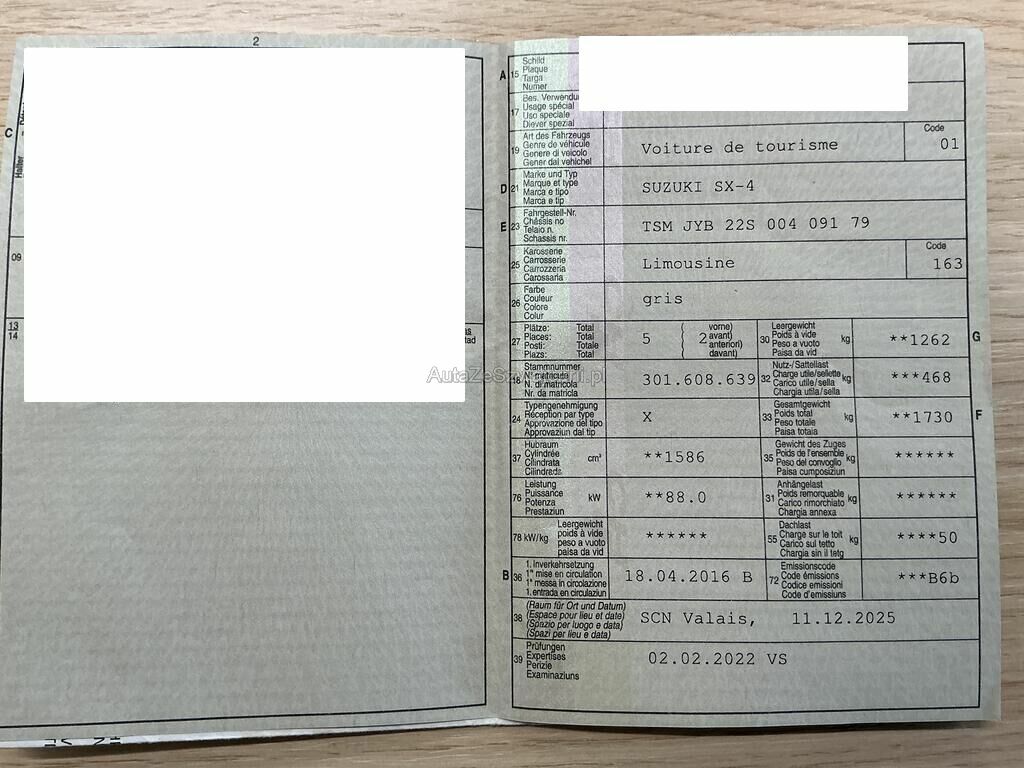 2
C
Halter
09
13
14
as
tad
A 15 Schild
Plaque
Targa
Numer
17 Bes. Verwendu
Usage spécial
Uso speciale
Diever spezial
19 Art des Fahrzeugs
Genre de véhicule
Genere di veicolo
Gener dal vehichel
Voiture de tourisme
Code
01
D 21 Marke und Typ
Marque et type
Marca e tipo
Marca e tip
SUZUKI SX-4
E 23 Fahrgestell-Nr.
Châssis no
Telaio n.
Schassis nr.
TSM JYB 22S 004 091 79
25 Karosserie
Carrosserie
Carrozzeria
Carossaria
Limousine
Code
163
26 Farbe
Couleur
Colore
Colur
gris
27 Plätze: Total
Places: Total
Posti: Totale
Plazs: Total
5 ( 2 vorne)
avant)
anteriori)
davant)
30 Leergewicht
Poids à vide
Peso a vuoto
Paisa da vid
kg
**1262
G
18 Stammnummer
N° matricule
N. di matricola
Nr. da matricla
301.608.639
32 Nutz-/Sattellast
Charge utile/sellette
Carico utile/sella
Chargia utila/sella
kg
***468
AutaZeSzwajcarii.pl
24 Typengenehmigung
Réception par type
Approvazione del tipo
Approvaziun dal tip
X
33 Gesamtgewicht
Poids total
Peso totale
Paisa totala
kg
**1730
F
37 Hubraum
Cylindrée
Cilindrata
Cilindrada
cm³
**1586
35 Gewicht des Zuges
Poids de l'ensemble
Peso del convoglio
Paisa cumposiziun
kg
******
76 Leistung
Puissance
Potenza
Prestaziun
kW
**88.0
31 Anhängelast
Poids remorquable
Carico rimorchiato
Chargia annexa
kg
******
78 kW/kg
Leergewicht
poids à vide
peso a vuoto
paisa da vid
******
55 Dachlast
Charge sur le toit
Carico sul tetto
Chargia sin il tetg
kg
****50
B 36 1. Inverkehrsetzung
1re mise en circulation
1a messa in circolazione
1. entrada en circulaziun
18.04.2016 B
72 Emissionscode
Code émissions
Codice emissioni
Code d'emissiuns
***B6b
38 (Raum für Ort und Datum)
(Espace pour lieu et date)
(Spazio per luogo e data)
(Spazi per lieu e data)
SCN Valais, 11.12.2025
39 Prüfungen
Expertises
Perizie
Examinaziuns
02.02.2022 VS